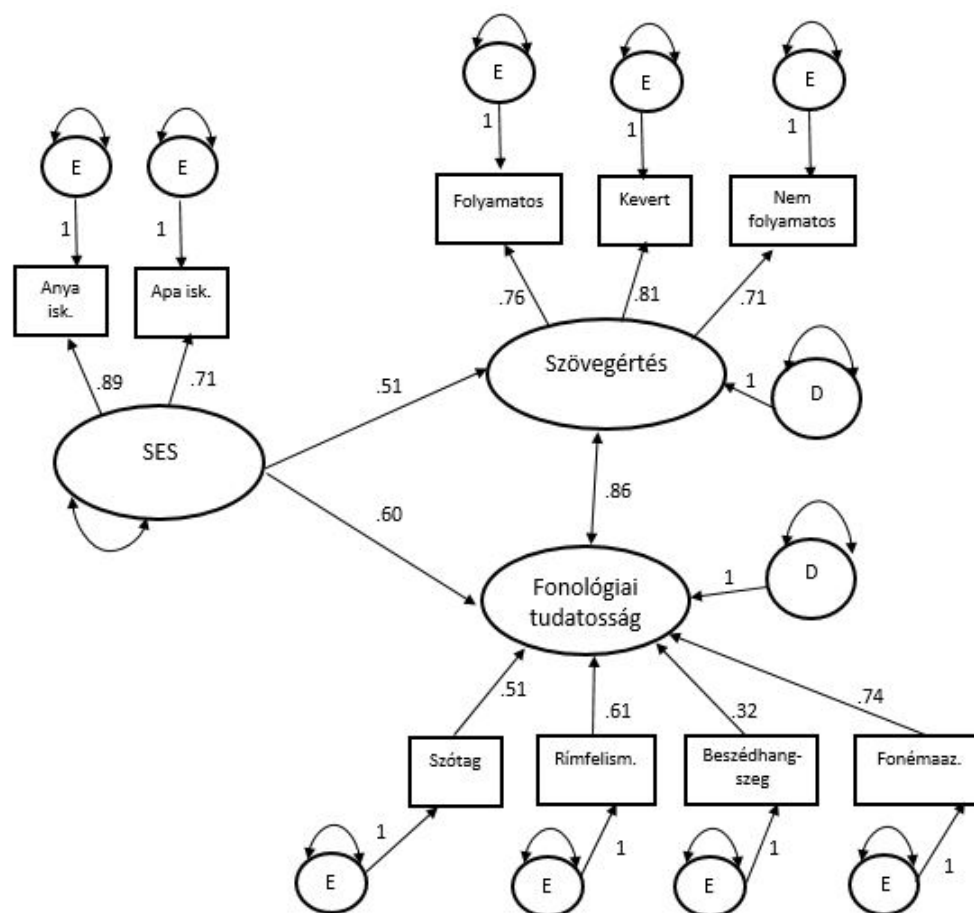 E
E
E
E
E
1
1
1
1
1
Folyamatos
Kevert
Nem
folyamatos
Anya
isk.
Apa isk.
.76
.81
.71
.89
.71
Szövegértés
.51
1
D
SES
.86
.60
D
1
Fonológiai
tudatosság
.51
.61
.32
.74
Szótag
Rímfelism.
Beszédhang-
szeg
Fonémaaz.
1
1
1
1
E
E
E
E